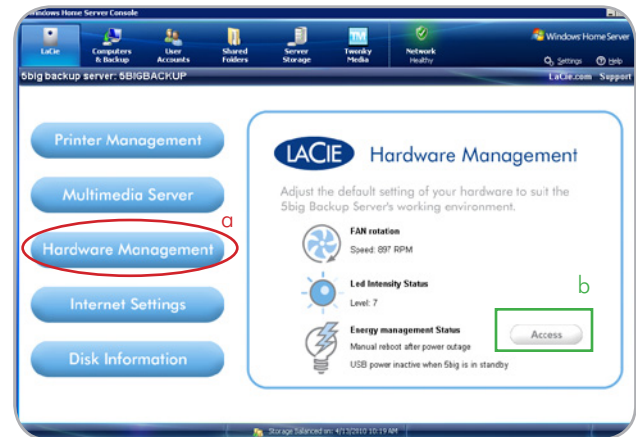 Windows Home Server Console
LaCie
Computers & Backup
User Accounts
Shared Folders
Server Storage
Twonky Media
Network Healthy
Windows Home Server
Settings Help
5big backup server: 5BIGBACKUP
LaCie.com Support
Printer Management
Multimedia Server
a
Hardware Management
Internet Settings
Disk Information
LACIE Hardware Management
Adjust the default setting of your hardware to suit the
5big Backup Server's working environment.
FAN rotation
Speed: 897 RPM
Led Intensity Status
Level: 7
b
Energy management Status
Manual reboot after power outage
USB power inactive when 5big is in standby
Access
Storage Balanced on: 4/13/2010 10:19 AM